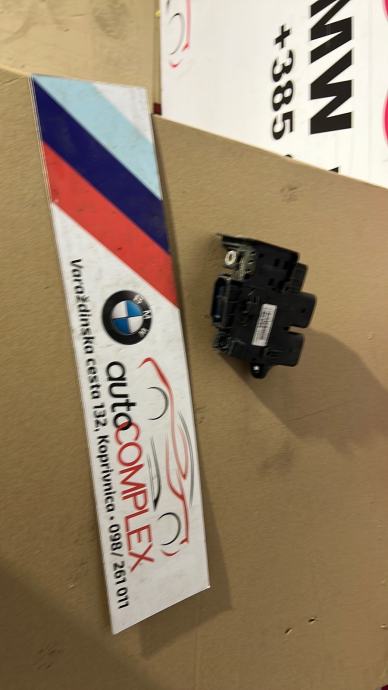 MW
+385
BMW
autoCOMPLEX
Varaždinska cesta 132, Koprivnica • 098/ 261 011